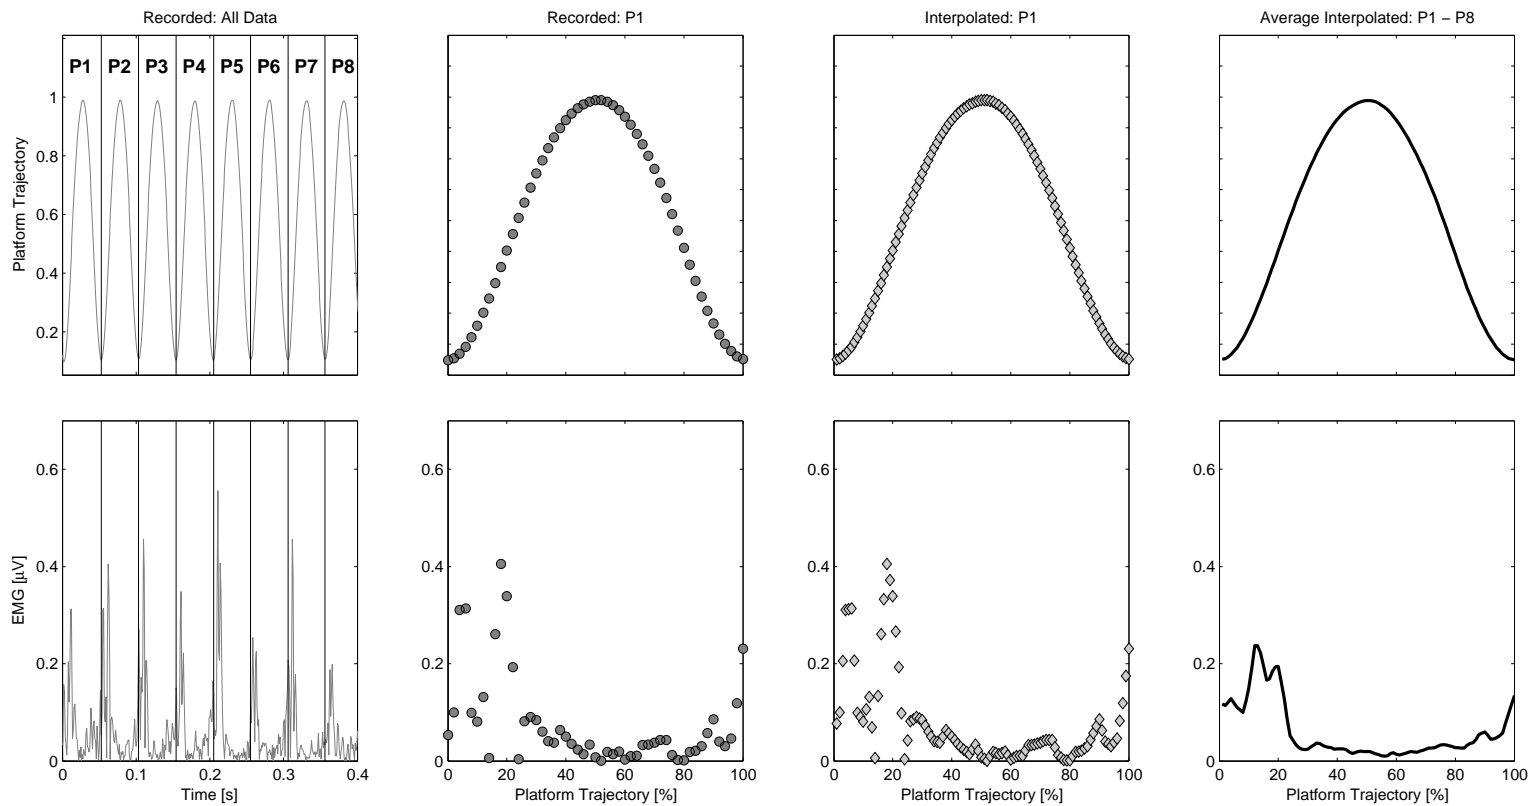 Recorded: All Data
Recorded: P1
Interpolated: P1
Average Interpolated: P1 − P8
P1 P2 P3 P4 P5 P6 P7 P8
1
0.8
0.6
0.4
0.2
Platform Trajectory
0.6
0.4
0.2
0
EMG [µV]
0 0.1 0.2 0.3 0.4
Time [s]
0.6
0.4
0.2
0
0 20 40 60 80 100
Platform Trajectory [%]
0.6
0.4
0.2
0
0 20 40 60 80 100
Platform Trajectory [%]
0.6
0.4
0.2
0
0 20 40 60 80 100
Platform Trajectory [%]